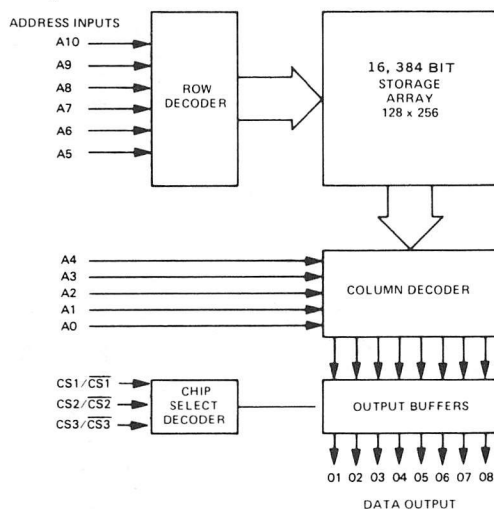 ADDRESS INPUTS
A10
A9
A8
A7
A6
A5
ROW
DECODER
16, 384 BIT
STORAGE
ARRAY
128 x 256
A4
A3
A2
A1
A0
COLUMN DECODER
CS1/CS1
CS2/CS2
CS3/CS3
CHIP
SELECT
DECODER
OUTPUT BUFFERS
01 02 03 04 05 06 07 08
DATA OUTPUT